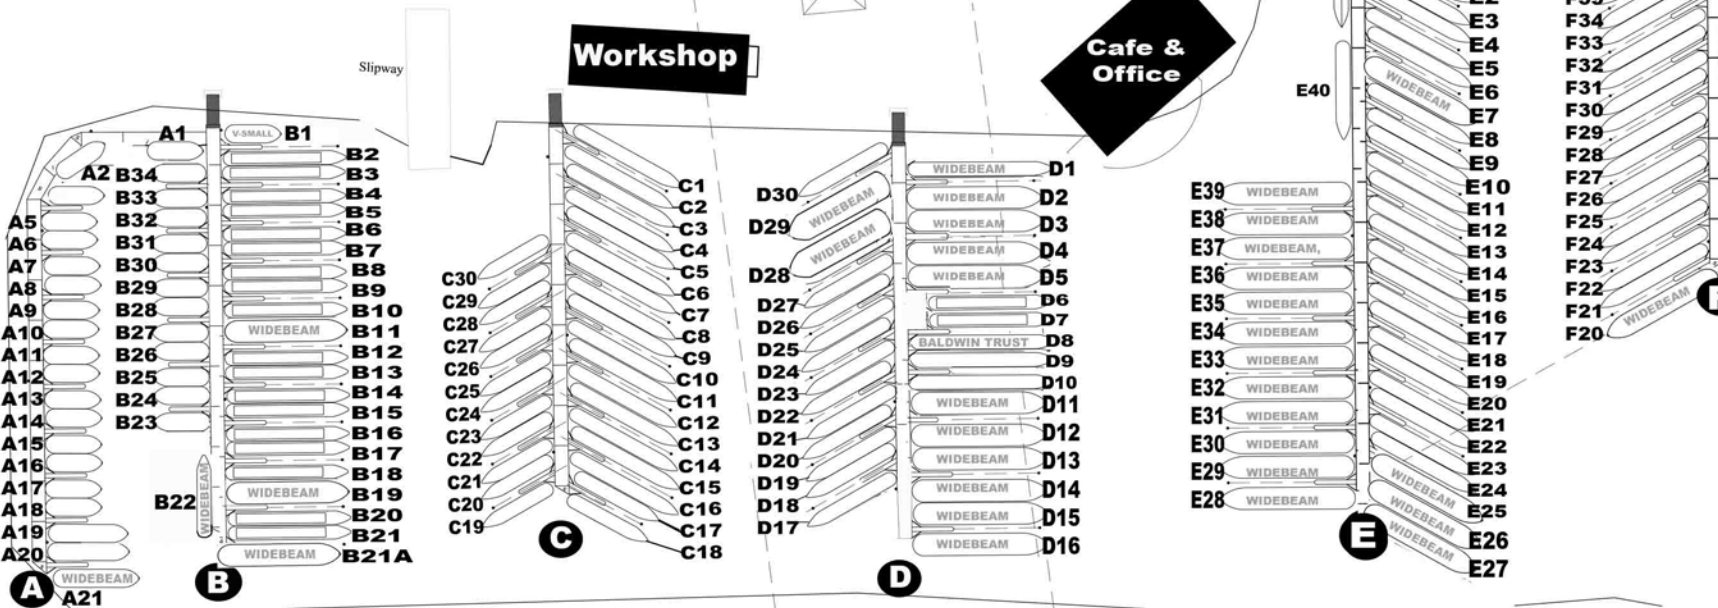 Slipway
Workshop
Cafe &
Office
A1
A2
A5
A6
A7
A8
A9
A10
A11
A12
A13
A14
A15
A16
A17
A18
A19
A20
WIDEBEAM
A21
A
V-SMALL
B1
B2
B3
B4
B5
B6
B7
B8
B9
B10
WIDEBEAM
B11
B12
B13
B14
B15
B16
B17
B18
WIDEBEAM
B19
B20
B21
WIDEBEAM
B21A
B34
B33
B32
B31
B30
B29
B28
B27
B26
B25
B24
B23
B22
WIDEBEAM
B
C1
C2
C3
C4
C5
C6
C7
C8
C9
C10
C11
C12
C13
C14
C15
C16
C17
C18
C30
C29
C28
C27
C26
C25
C24
C23
C22
C21
C20
C19
C
D30
D29 WIDEBEAM
D28 WIDEBEAM
D27
D26
D25
D24
D23
D22
D21
D20
D19
D18
D17
WIDEBEAM D1
WIDEBEAM D2
WIDEBEAM D3
WIDEBEAM D4
WIDEBEAM D5
D6
D7
BALDWIN TRUST D8
D9
D10
WIDEBEAM D11
WIDEBEAM D12
WIDEBEAM D13
WIDEBEAM D14
WIDEBEAM D15
WIDEBEAM D16
D
E40
E39 WIDEBEAM
E38 WIDEBEAM
E37 WIDEBEAM,
E36 WIDEBEAM
E35 WIDEBEAM
E34 WIDEBEAM
E33 WIDEBEAM
E32 WIDEBEAM
E31 WIDEBEAM
E30 WIDEBEAM
E29 WIDEBEAM
E28 WIDEBEAM
E3
E4
E5
E6
WIDEBEAM
E7
E8
E9
E10
E11
E12
E13
E14
E15
E16
E17
E18
E19
E20
E21
E22
E23
E24
WIDEBEAM
E25
WIDEBEAM
E26
WIDEBEAM
E27
E
F34
F33
F32
F31
F30
F29
F28
F27
F26
F25
F24
F23
F22
F21
F20
WIDEBEAM